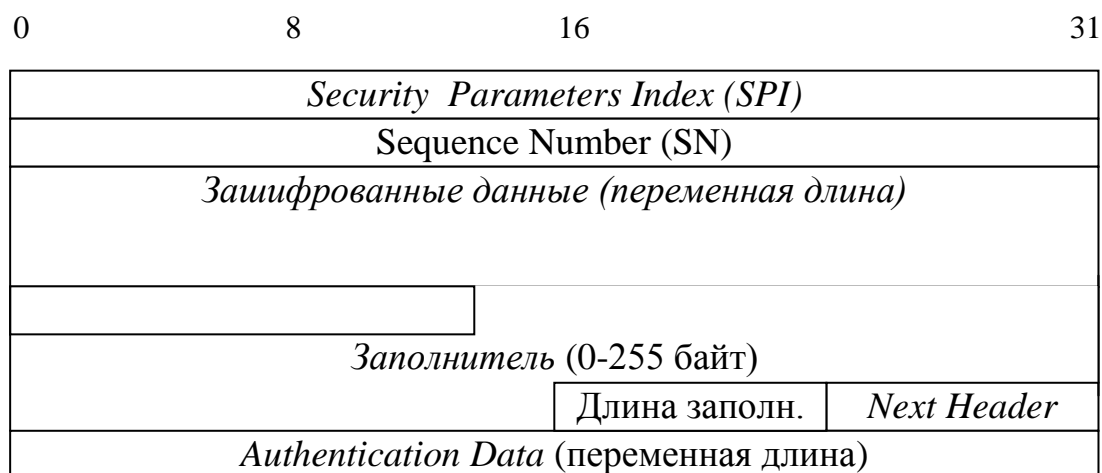 0 8 16 31
Security Parameters Index (SPI)
Sequence Number (SN)
Зашифрованные данные (переменная длина)
Заполнитель (0-255 байт)
Длина заполн. Next Header
Authentication Data (переменная длина)